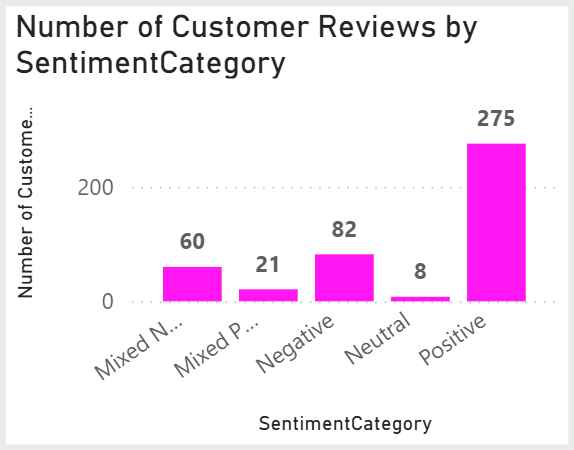 Number of Customer Reviews by
SentimentCategory
Number of Custome...
275
200
82
60
21
8
0
Mixed N...
Mixed P...
Negative
Neutral
Positive
SentimentCategory